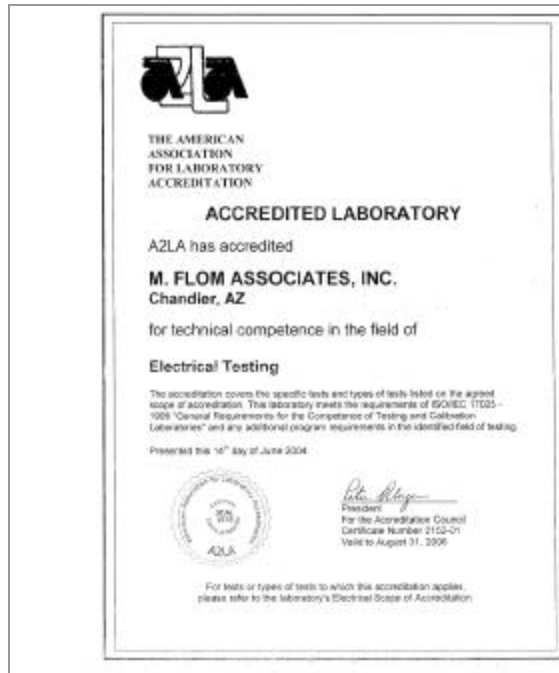 THE AMERICAN
ASSOCIATION
FOR LABORATORY
ACCREDITATION
ACCREDITED LABORATORY
A2LA has accredited
M. FLOM ASSOCIATES, INC.
Chandler, AZ
for technical competence in the field of
Electrical Testing
The accreditation covers the specific tests and types of tests listed on the agreed
scope of accreditation. This laboratory meets the requirements of ISO/IEC 17025 -
1999 "General Requirements for the Competence of Testing and Calibration
Laboratories" and any additional program requirements in the identified field of testing.
Presented this 14th day of June 2004.
President
For the Accreditation Council
Certificate Number 2152-01
Valid to August 31, 2006
SEAL
A2LA
For tests or types of tests to which this accreditation applies,
please refer to the laboratory's Electrical Scope of Accreditation